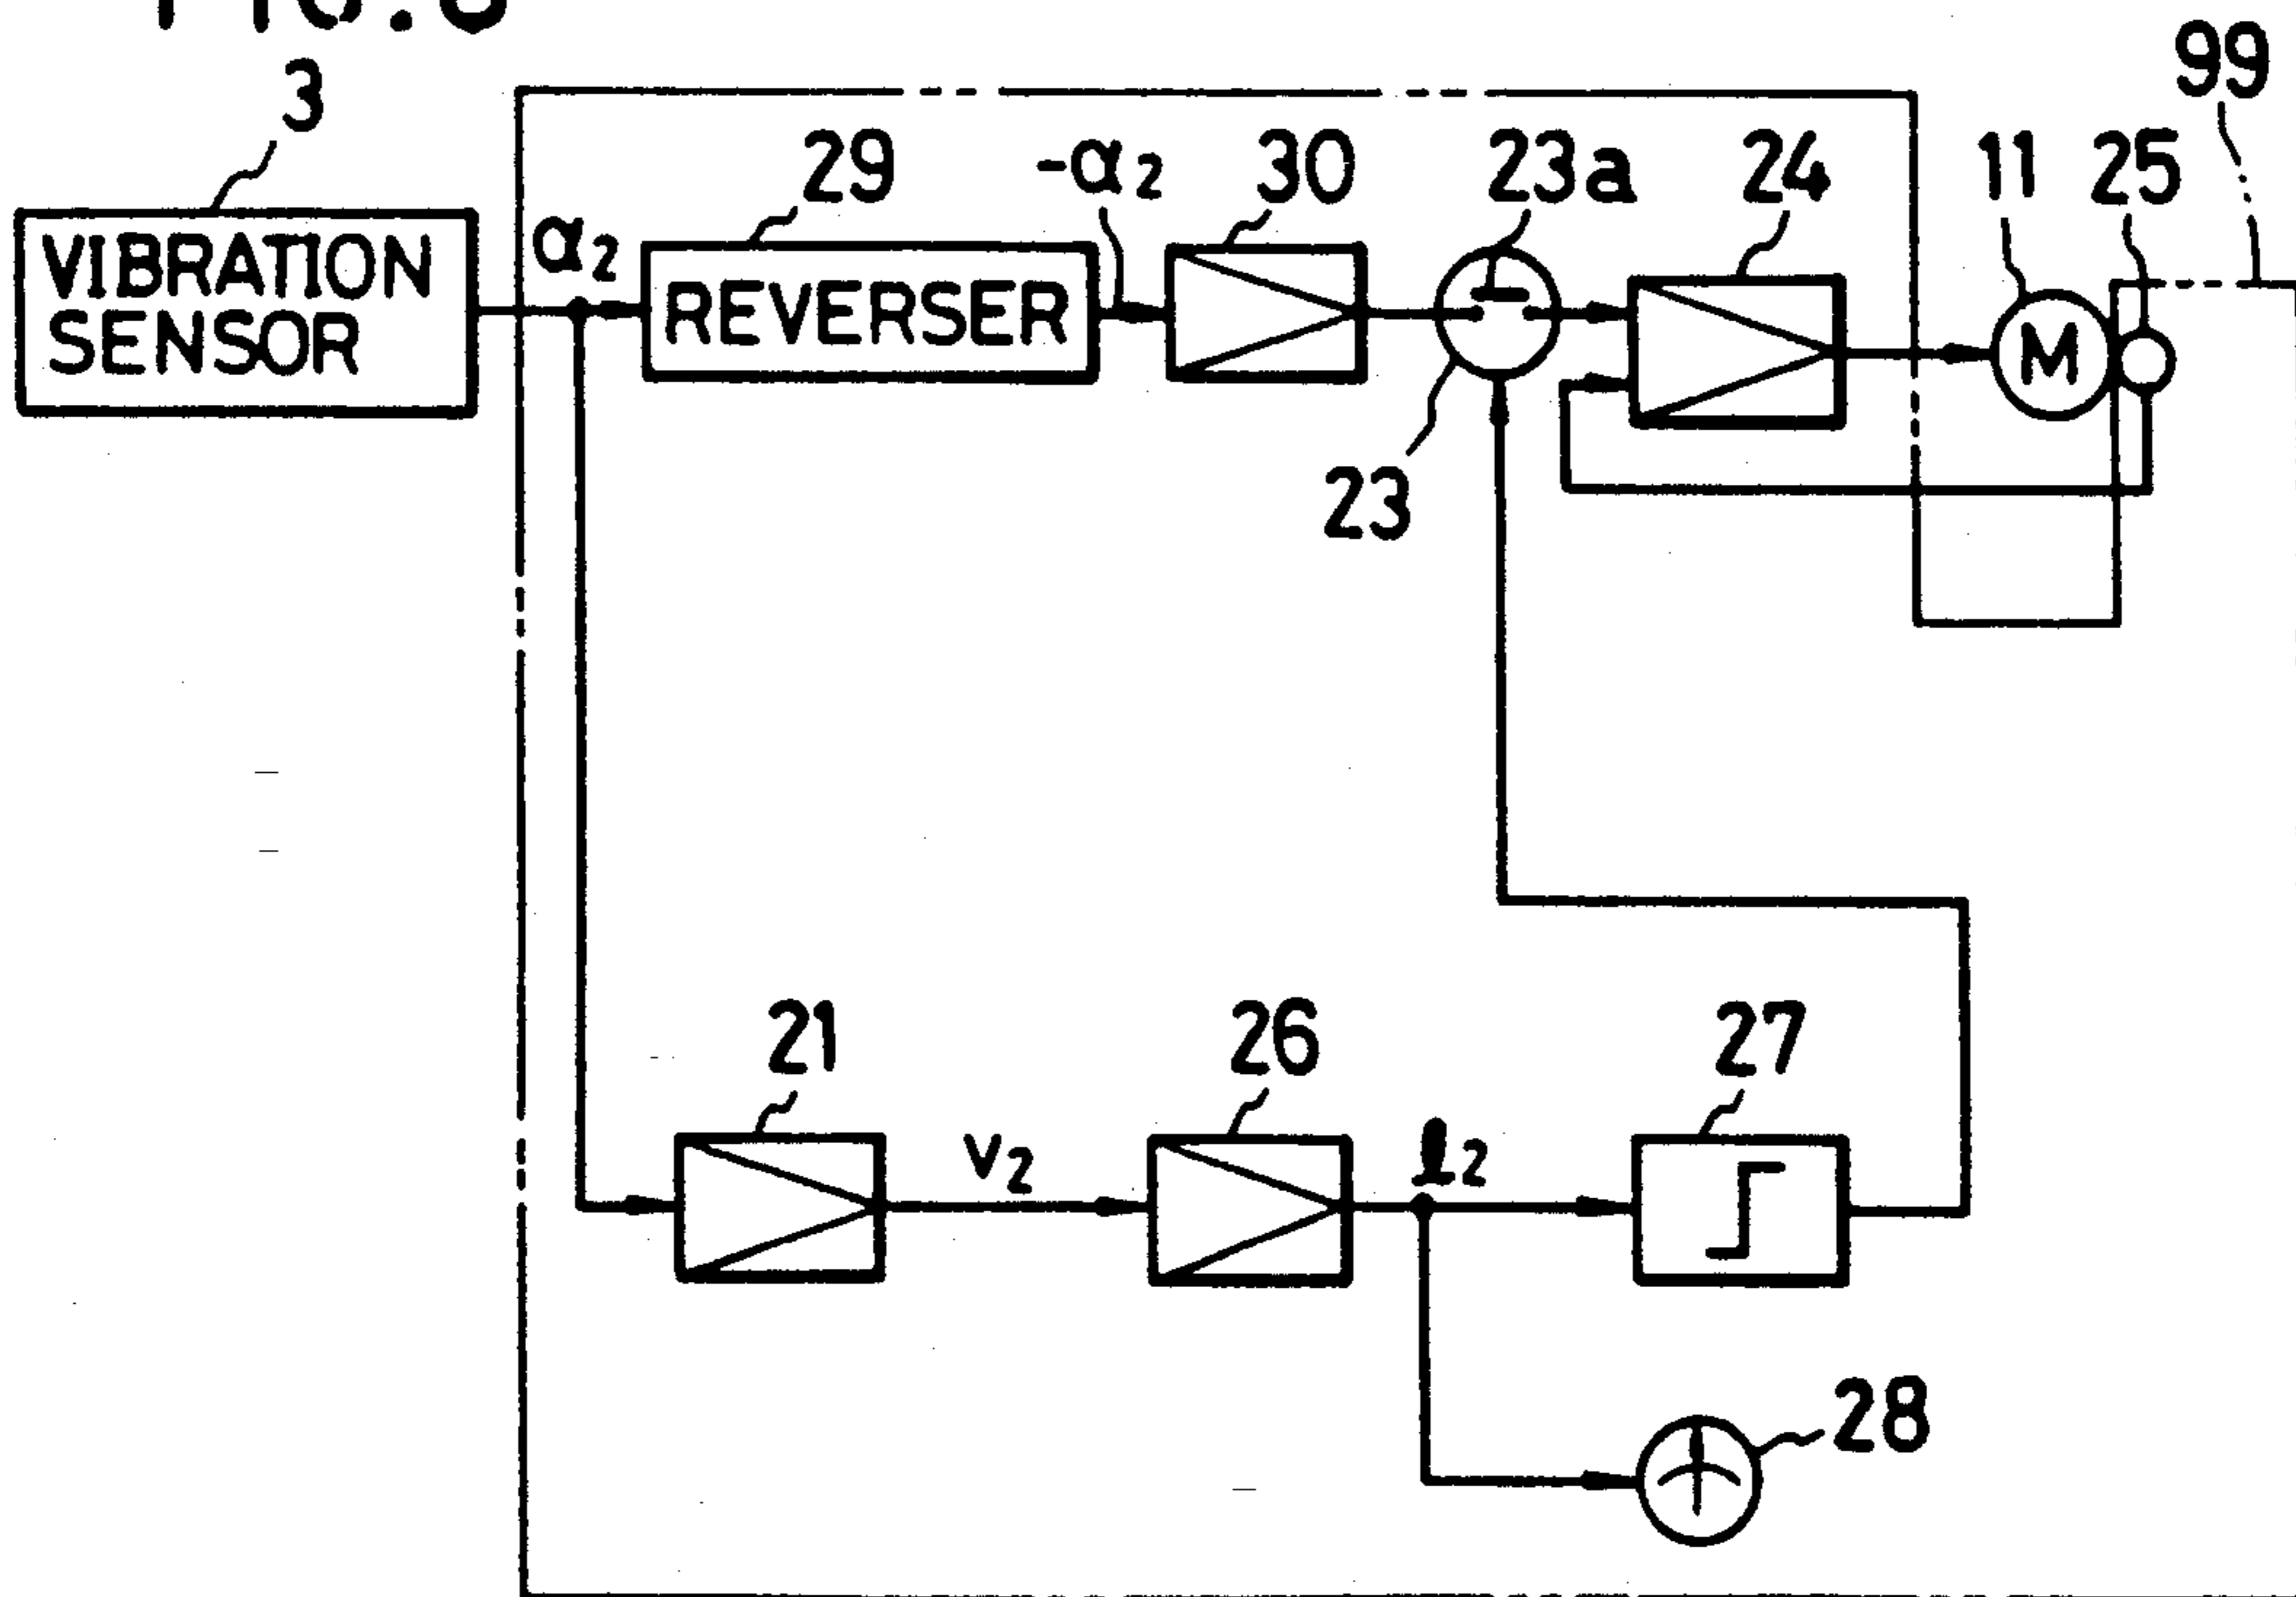 3
99
29
-α2
30
23a
24
11
25
α2
VIBRATION
SENSOR
REVERSER
M
23
21
26
27
v2
l2
28